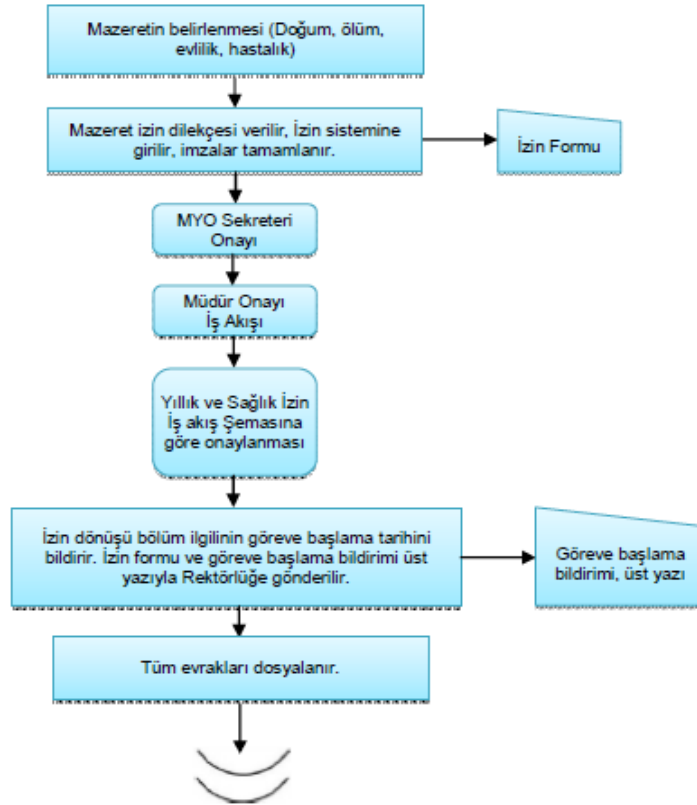 Mazeretin belirlenmesi (Doğum, ölüm,
evlilik, hastalık)
Mazeret izin dilekçesi verilir, İzin sistemine
girilir, imzalar tamamlanır.
İzin Formu
MYO Sekreteri
Onayı
Müdür Onayı
İş Akışı
Yıllık ve Sağlık İzin
İş akış Şemasına
göre onaylanması
İzin dönüşü bölüm ilgilinin göreve başlama tarihini
bildirir. İzin formu ve göreve başlama bildirimi üst
yazıyla Rektörlüğe gönderilir.
Göreve başlama
bildirimi, üst yazı
Tüm evrakları dosyalanır.